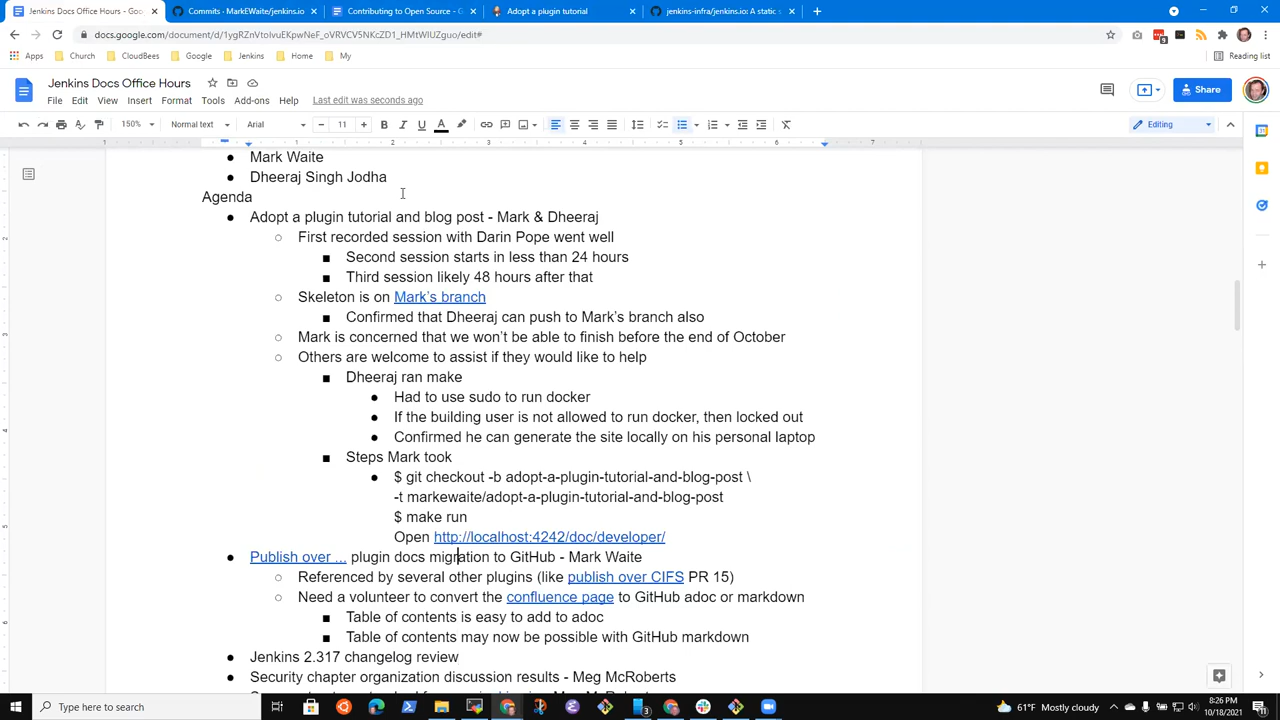 Jenkins Docs Office Hours - Goo
Commits · MarkEWaite/jenkins.io
Contributing to Open Source - G
Adopt a plugin tutorial
jenkins-infra/jenkins.io: A static s
docs.google.com/document/d/1ygRZnVtolvuEKpwNeF_oVRVCV5NKcZD1_HMtWIUZguo/edit#
Apps
Church
CloudBees
Google
Jenkins
Home
My
Reading list
Jenkins Docs Office Hours
File Edit View Insert Format Tools Add-ons Help Last edit was seconds ago
Share
150% Normal text Arial 11 Editing
1 1 2 3 4 5 6 7
Mark Waite
Dheeraj Singh Jodha
Agenda
Adopt a plugin tutorial and blog post - Mark & Dheeraj
First recorded session with Darin Pope went well
Second session starts in less than 24 hours
Third session likely 48 hours after that
Skeleton is on Mark's branch
Confirmed that Dheeraj can push to Mark's branch also
Mark is concerned that we won't be able to finish before the end of October
Others are welcome to assist if they would like to help
Dheeraj ran make
Had to use sudo to run docker
If the building user is not allowed to run docker, then locked out
Confirmed he can generate the site locally on his personal laptop
Steps Mark took
$ git checkout -b adopt-a-plugin-tutorial-and-blog-post \
-t markewaite/adopt-a-plugin-tutorial-and-blog-post
$ make run
Open http://localhost:4242/doc/developer/
Publish over ... plugin docs migration to GitHub - Mark Waite
Referenced by several other plugins (like publish over CIFS PR 15)
Need a volunteer to convert the confluence page to GitHub adoc or markdown
Table of contents is easy to add to adoc
Table of contents may now be possible with GitHub markdown
Jenkins 2.317 changelog review
Security chapter organization discussion results - Meg McRoberts
Type here to search
61°F Mostly cloudy
8:26 PM
10/18/2021